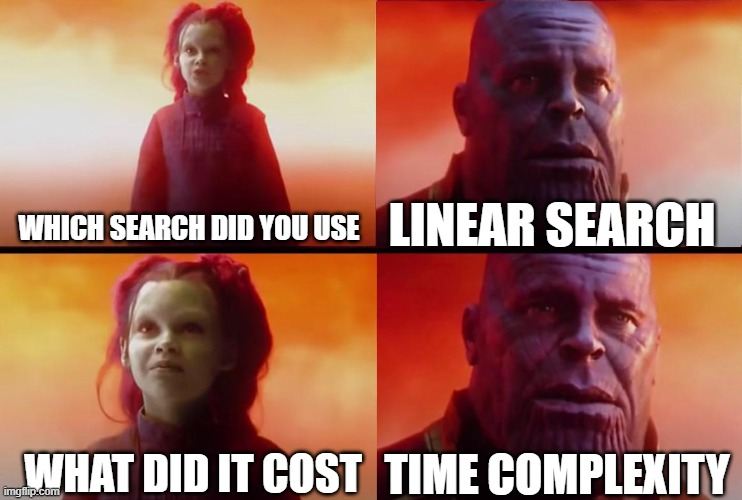 WHICH SEARCH DID YOU USE
LINEAR SEARCH
WHAT DID IT COST
TIME COMPLEXITY
imgflip.com